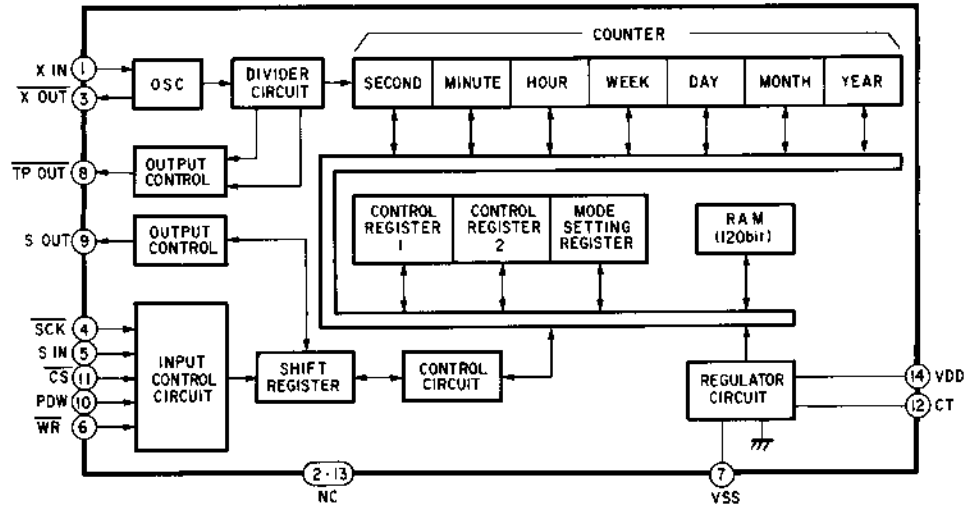 COUNTER
X IN 1
X OUT 3
OSC
DIVIDER
CIRCUIT
SECOND MINUTE HOUR WEEK DAY MONTH YEAR
TP OUT 8
OUTPUT
CONTROL
S OUT 9
OUTPUT
CONTROL
CONTROL
REGISTER
1
CONTROL
REGISTER
2
MODE
SETTING
REGISTER
RAM
(120bit)
SCK 4
S IN 5
CS 11
PDW 10
WR 6
INPUT
CONTROL
CIRCUIT
SHIFT
REGISTER
CONTROL
CIRCUIT
REGULATOR
CIRCUIT
14 VDD
12 CT
2-13
NC
7
VSS